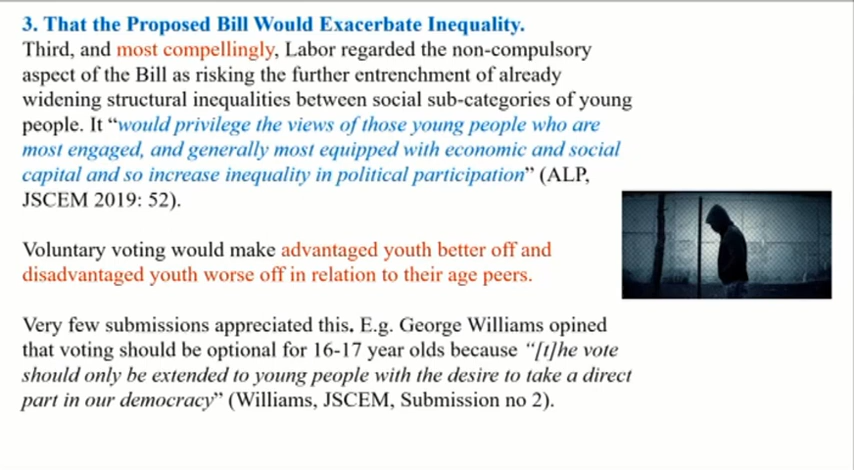 3. That the Proposed Bill Would Exacerbate Inequality.
Third, and most compellingly, Labor regarded the non-compulsory
aspect of the Bill as risking the further entrenchment of already
widening structural inequalities between social sub-categories of young
people. It “would privilege the views of those young people who are
most engaged, and generally most equipped with economic and social
capital and so increase inequality in political participation” (ALP,
JSCEM 2019: 52).
Voluntary voting would make advantaged youth better off and
disadvantaged youth worse off in relation to their age peers.
Very few submissions appreciated this. E.g. George Williams opined
that voting should be optional for 16-17 year olds because “[t]he vote
should only be extended to young people with the desire to take a direct
part in our democracy” (Williams, JSCEM, Submission no 2).